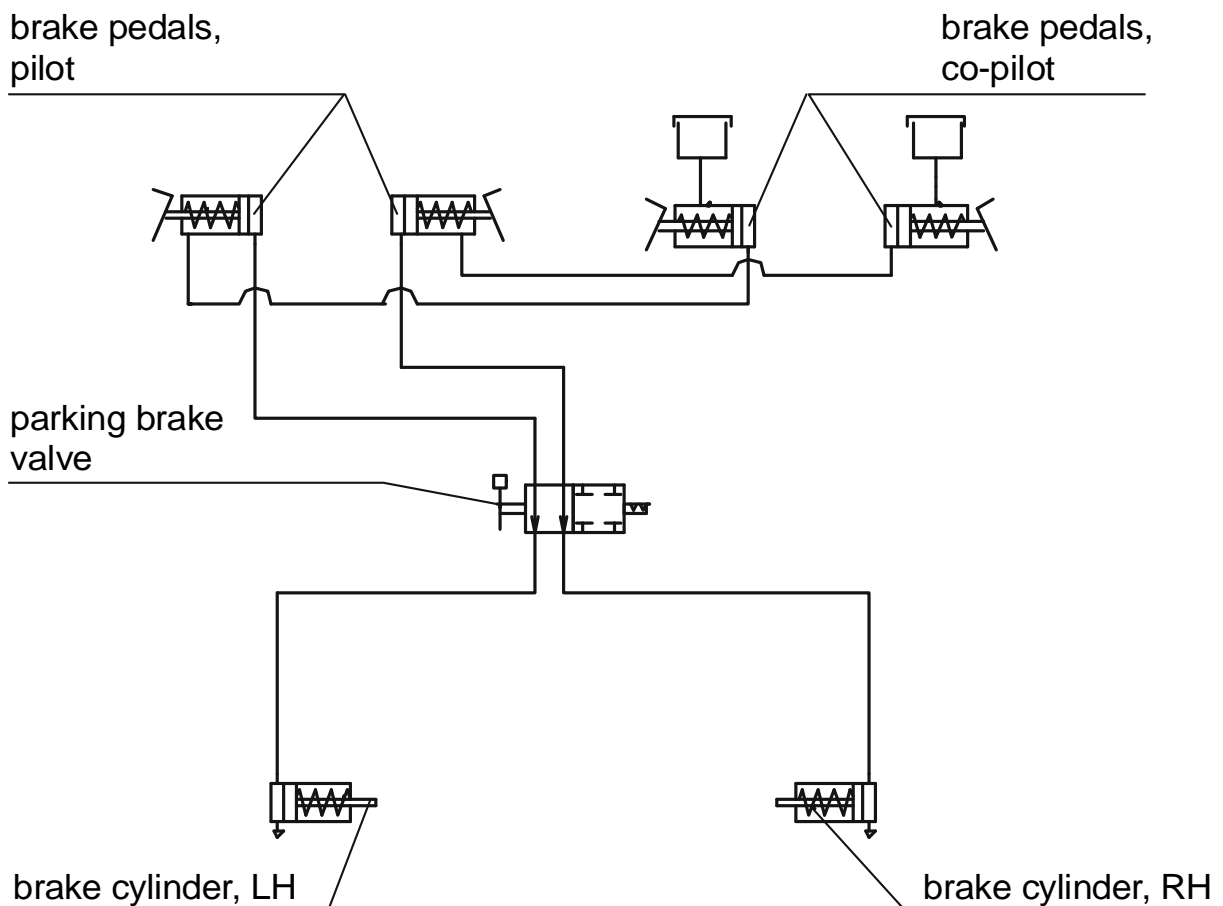 brake pedals,
pilot
brake pedals,
co-pilot
parking brake
valve
brake cylinder, LH
brake cylinder, RH